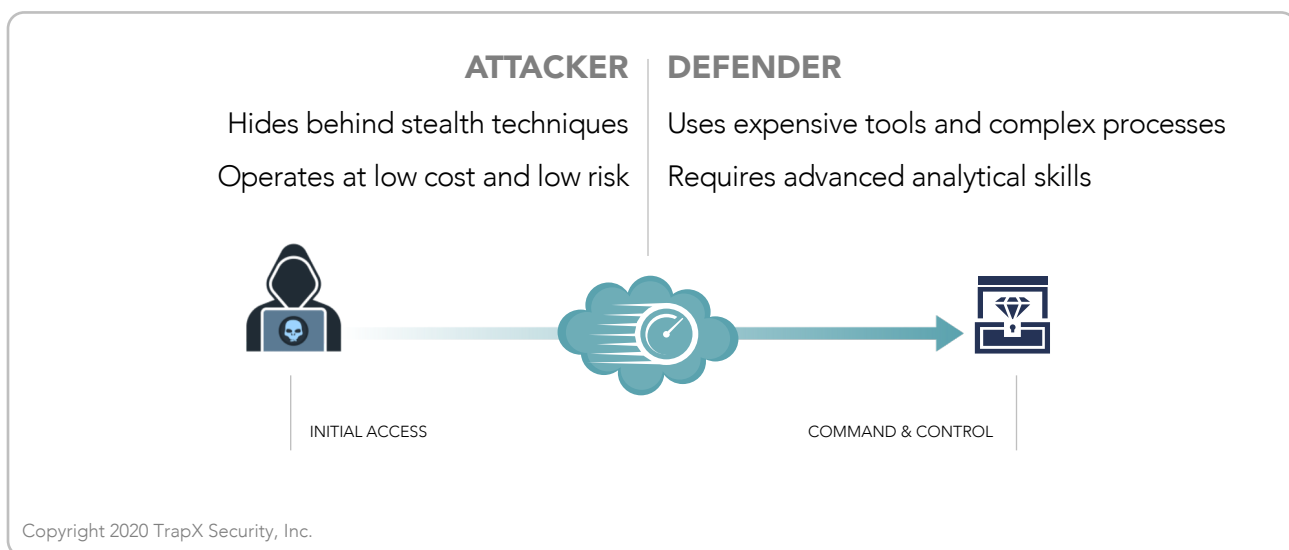 ATTACKER
DEFENDER
Hides behind stealth techniques
Uses expensive tools and complex processes
Operates at low cost and low risk
Requires advanced analytical skills
INITIAL ACCESS
COMMAND & CONTROL
Copyright 2020 TrapX Security, Inc.